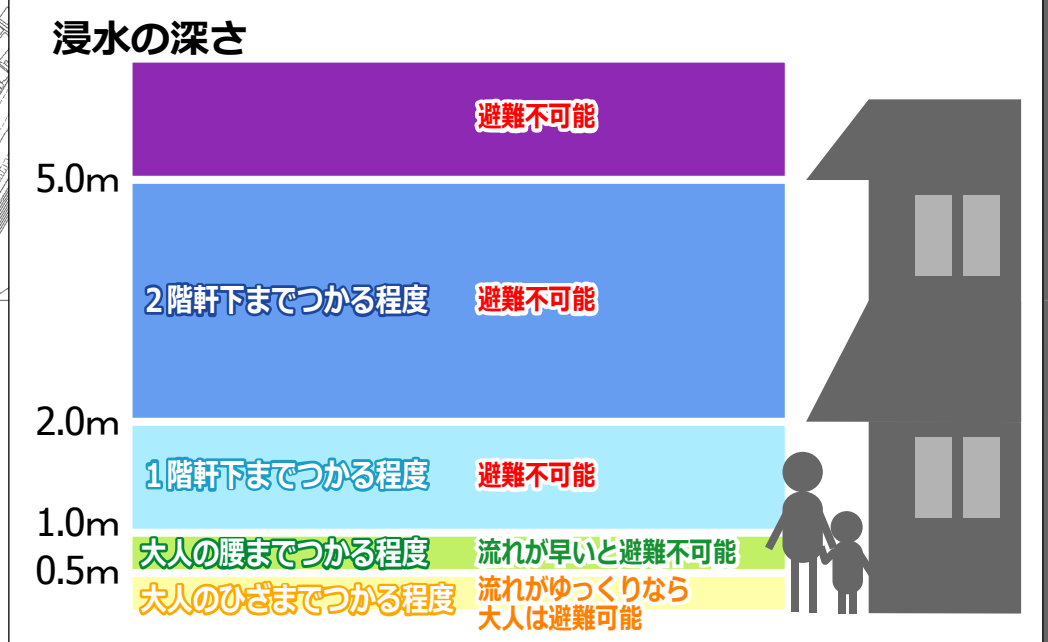 浸水の深さ
避難不可能
5.0m
2階軒下までつかる程度 避難不可能
2.0m
1階軒下までつかる程度 避難不可能
1.0m
大人の腰までつかる程度 流れが早いと避難不可能
0.5m
大人のひざまでつかる程度 流れがゆっくりなら
大人は避難可能